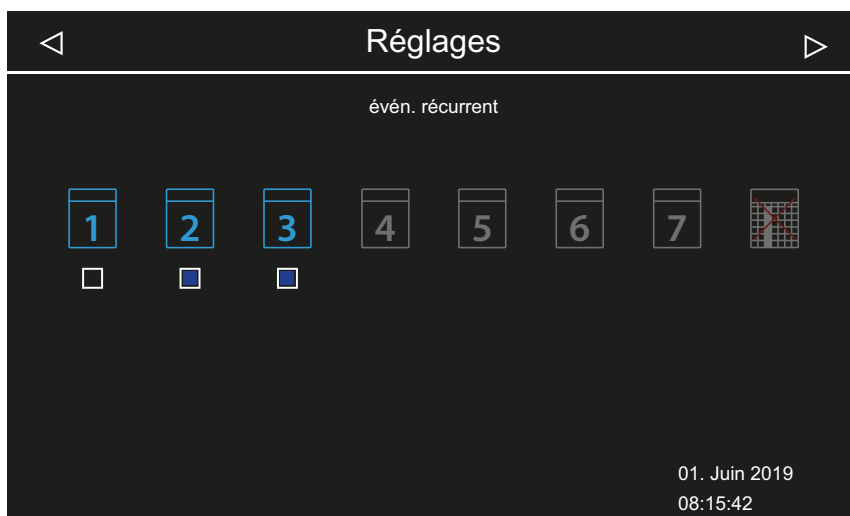 Réglages
évén. récurrent
1 2 3 4 5 6 7
01. Juin 2019
08:15:42